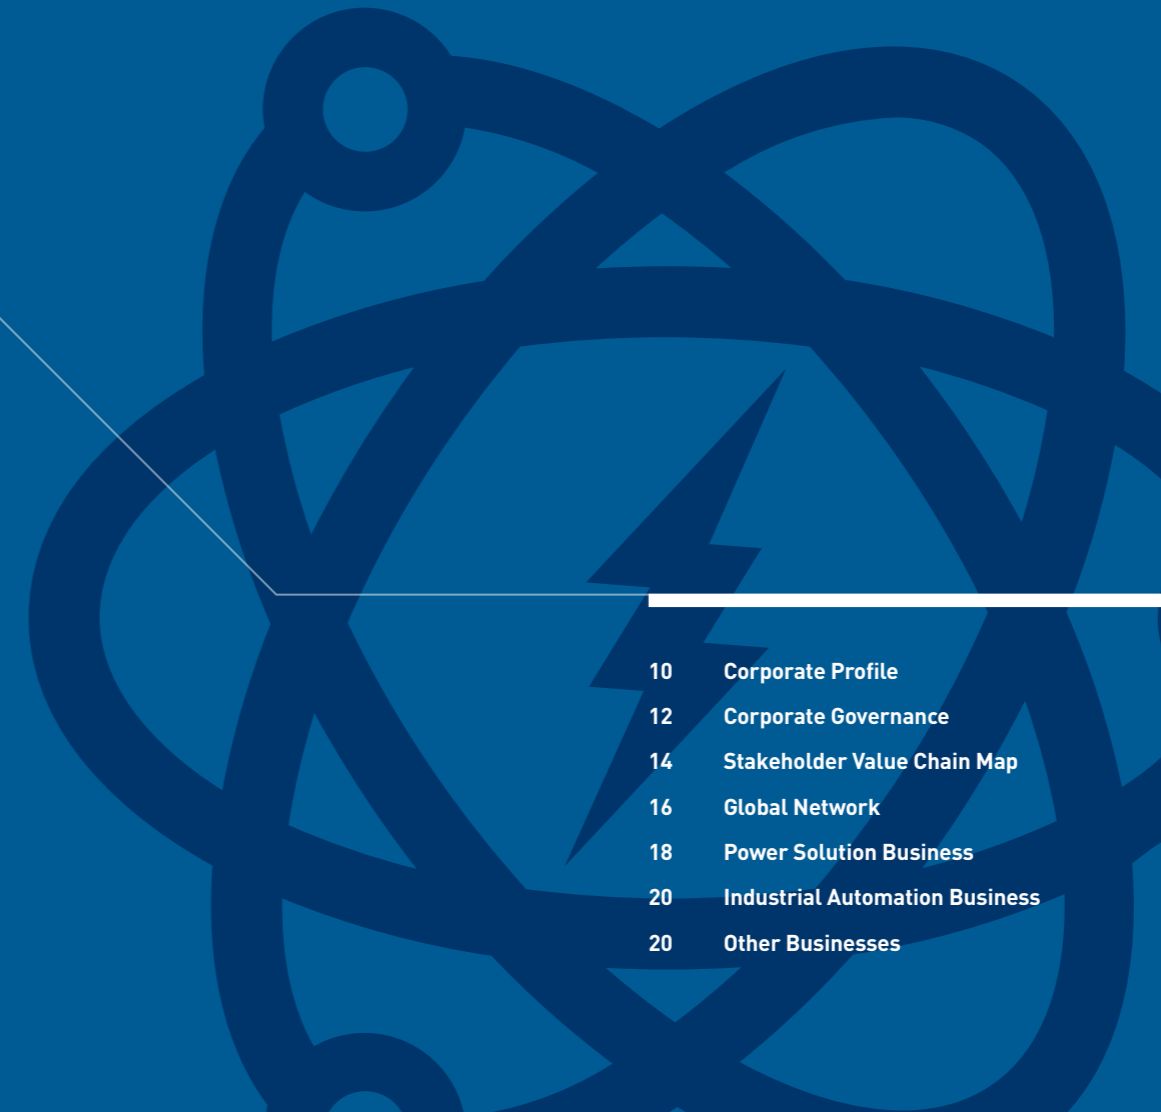 10 Corporate Profile
12 Corporate Governance
14 Stakeholder Value Chain Map
16 Global Network
18 Power Solution Business
20 Industrial Automation Business
20 Other Businesses